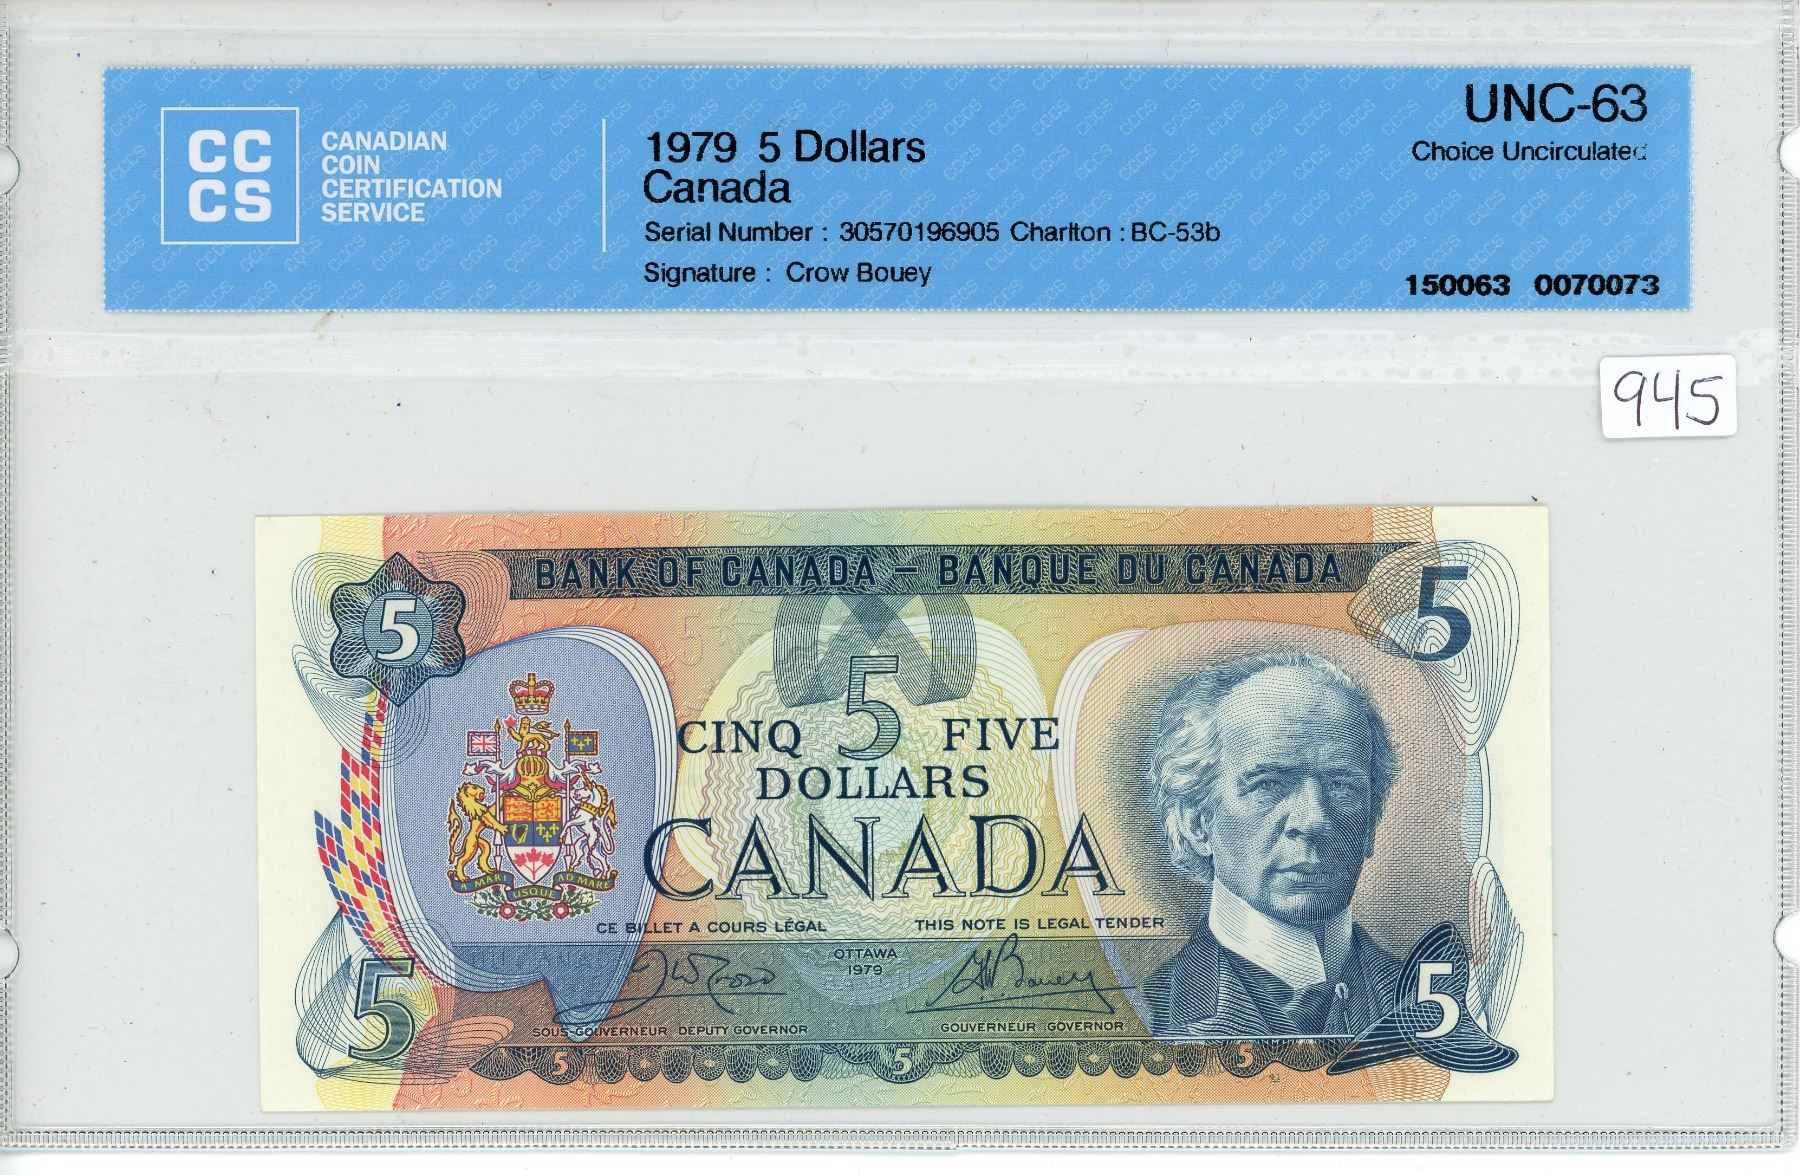 CC
CS
CANADIAN
COIN
CERTIFICATION
SERVICE
1979 5 Dollars
Canada
Serial Number : 30570196905 Charlton : BC-53b
Signature : Crow Bouey
UNC-63
Choice Uncirculated
150063 0070073
945
BANK OF CANADA – BANQUE DU CANADA
5
5
CINQ 5 FIVE
DOLLARS
CANADA
A MARI USQUE AD MARE
CE BILLET A COURS LÉGAL THIS NOTE IS LEGAL TENDER
OTTAWA
1979
GW Bouey
SOUS-GOUVERNEUR DEPUTY GOVERNOR GOUVERNEUR GOVERNOR
5
5
5 5 5